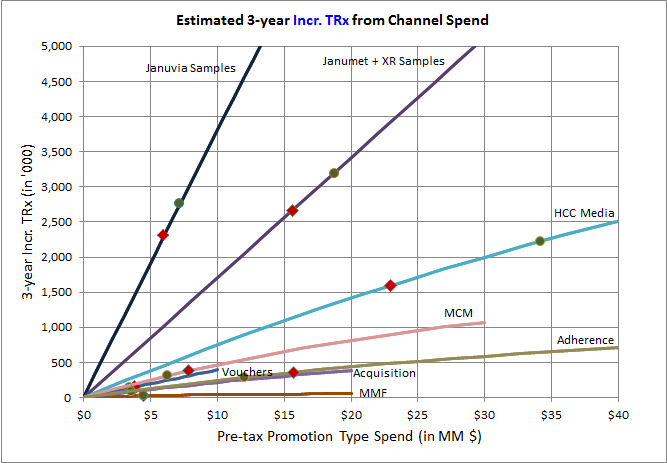 Estimated 3-year Incr. TRx from Channel Spend
5,000
4,500
4,000
3,500
3,000
2,500
2,000
1,500
1,000
500
0
3-year Incr. TRx (in '000)
Januvia Samples
Janumet + XR Samples
HCC Media
MCM
Adherence
Vouchers
Acquisition
MMF
$0 $5 $10 $15 $20 $25 $30 $35 $40
Pre-tax Promotion Type Spend (in MM $)